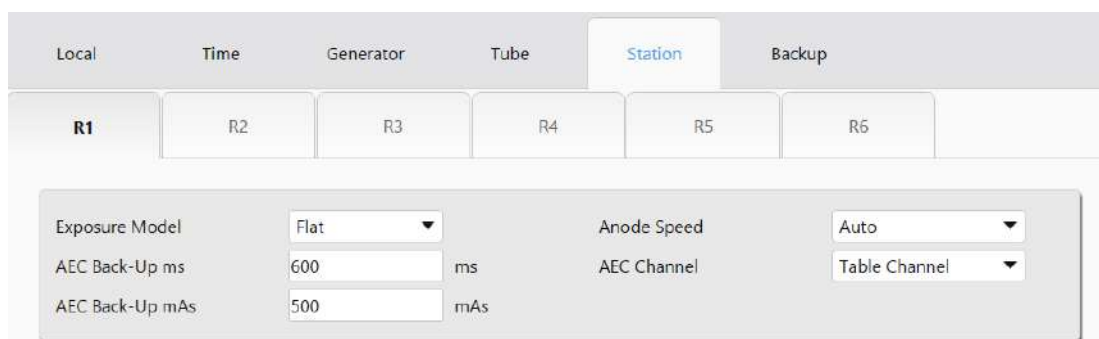 Local Time Generator Tube Station Backup
R1 R2 R3 R4 R5 R6
Exposure Model Flat Anode Speed Auto
AEC Back-Up ms 600 ms AEC Channel Table Channel
AEC Back-Up mAs 500 mAs